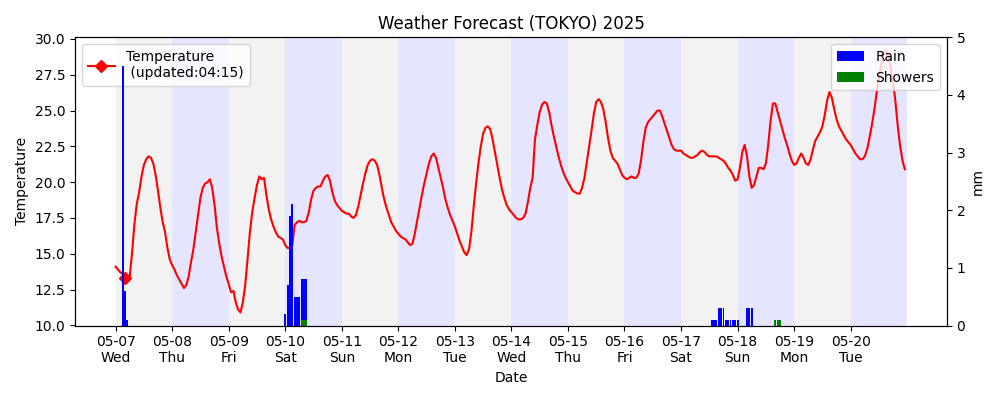 Weather Forecast (TOKYO) 2025
30.0
27.5
25.0
22.5
20.0
17.5
15.0
12.5
10.0
Temperature
Temperature
(updated:04:15)
Rain
Showers
5
4
3
2
1
0
mm
05-07 05-08 05-09 05-10 05-11 05-12 05-13 05-14 05-15 05-16 05-17 05-18 05-19 05-20
Wed Thu Fri Sat Sun Mon Tue Wed Thu Fri Sat Sun Mon Tue
Date